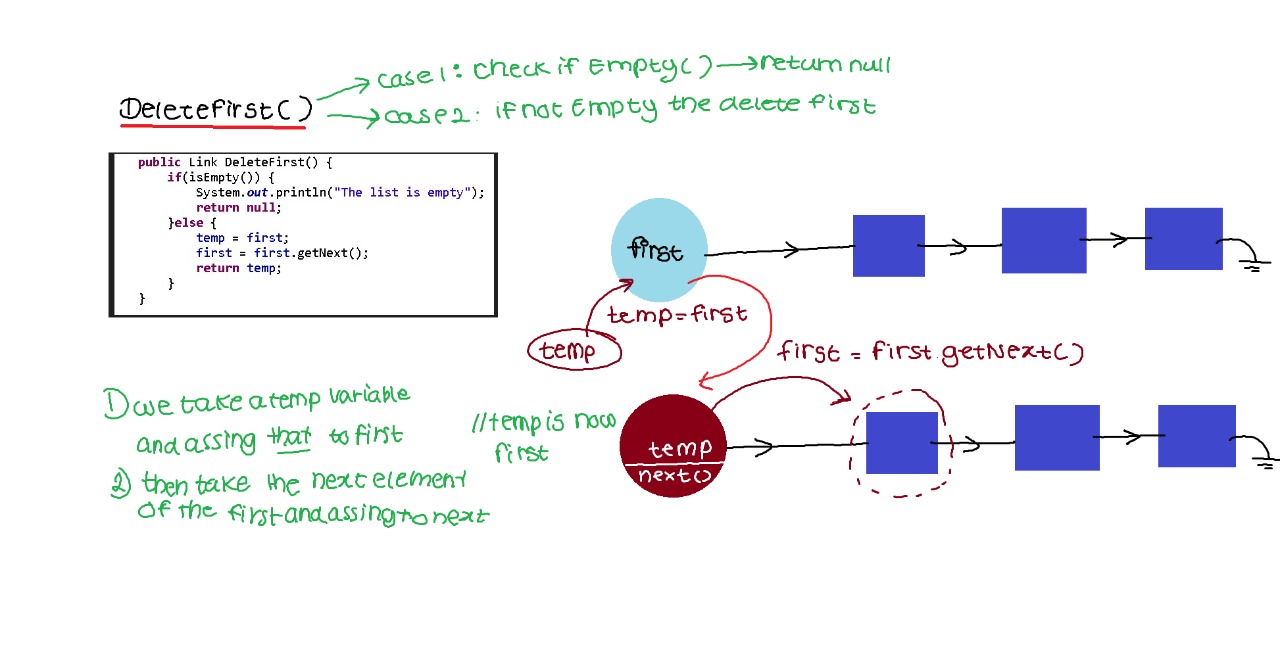 case1: check if Empty() → return null
DeleteFirst()
case2: if not Empty the delete first
public Link DeleteFirst() {
if(isEmpty()) {
System.out.println("The list is empty");
return null;
}else {
temp = first;
first = first.getNext();
return temp;
}
}
first
temp=first
temp
first = first.getNext()
1) we take a temp variable
and assing that to first
2) then take the next element
of the first and assing to next
//temp is now
first
temp
next()